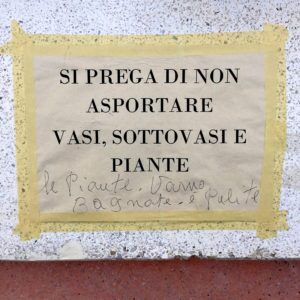 SI PREGA DI NON
ASPORTARE
VASI, SOTTOVASI E
PIANTE
le Piante. Vanno
Bagnate e Pulite